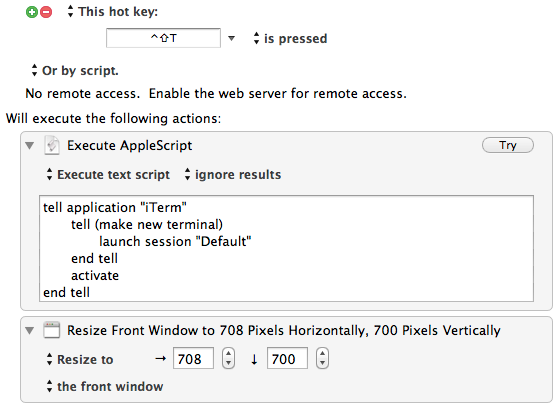 This hot key:
^⇧T
is pressed
Or by script.
No remote access. Enable the web server for remote access.
Will execute the following actions:
Execute AppleScript
Try
Execute text script ignore results
tell application "iTerm"
tell (make new terminal)
launch session "Default"
end tell
activate
end tell
Resize Front Window to 708 Pixels Horizontally, 700 Pixels Vertically
Resize to → 708 ↓ 700
the front window